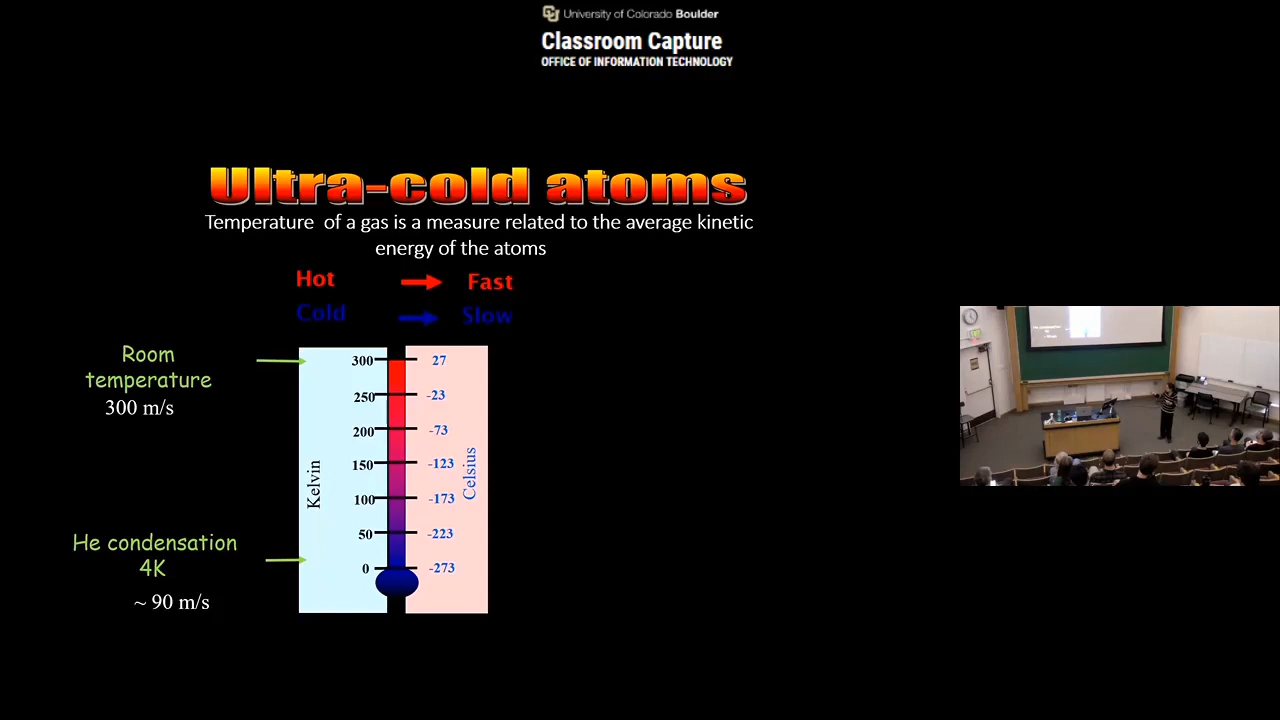 University of Colorado Boulder
Classroom Capture
OFFICE OF INFORMATION TECHNOLOGY
Ultra-cold atoms
Temperature of a gas is a measure related to the average kinetic
energy of the atoms
Hot Fast
Cold Slow
Room
temperature
300 m/s
He condensation
4K
~ 90 m/s
Kelvin
300 27
250 -23
200 -73
150 -123
100 -173
50 -223
0 -273
Celsius